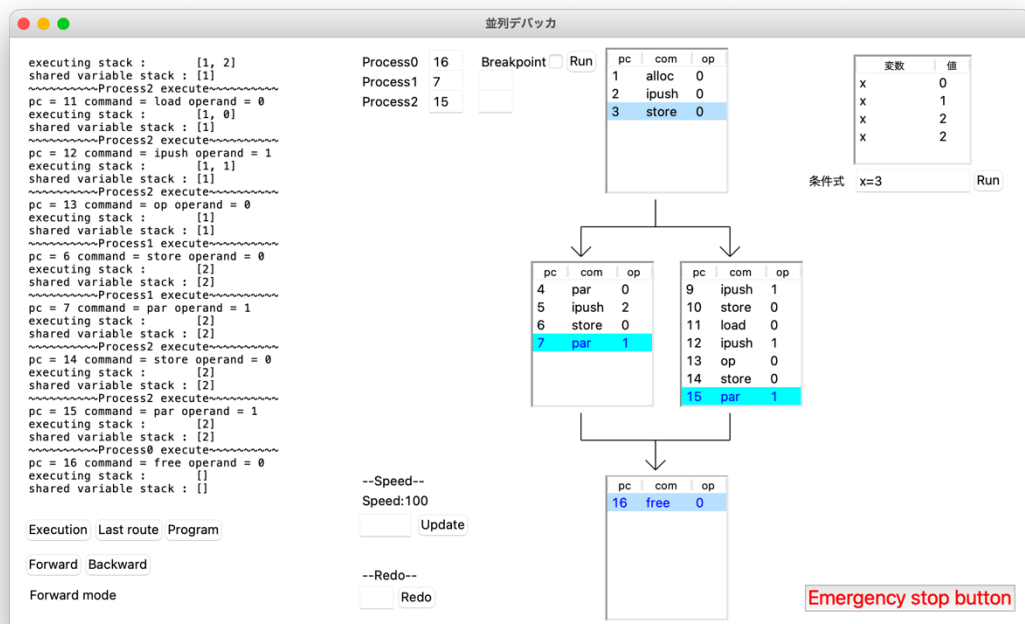 並列デバッカ
executing stack :       [1, 2]
shared variable stack : [1]
~~~~~~~~~~Process2 execute~~~~~~~~~~
pc = 11 command = load operand = 0
executing stack :       [1, 0]
shared variable stack : [1]
~~~~~~~~~~Process2 execute~~~~~~~~~~
pc = 12 command = ipush operand = 1
executing stack :       [1, 1]
shared variable stack : [1]
~~~~~~~~~~Process2 execute~~~~~~~~~~
pc = 13 command = op operand = 0
executing stack :       [1]
shared variable stack : [1]
~~~~~~~~~~Process1 execute~~~~~~~~~~
pc = 6 command = store operand = 0
executing stack :       [2]
shared variable stack : [2]
~~~~~~~~~~Process1 execute~~~~~~~~~~
pc = 7 command = par operand = 1
executing stack :       [2]
shared variable stack : [2]
~~~~~~~~~~Process2 execute~~~~~~~~~~
pc = 14 command = store operand = 0
executing stack :       [2]
shared variable stack : [2]
~~~~~~~~~~Process2 execute~~~~~~~~~~
pc = 15 command = par operand = 1
executing stack :       [2]
shared variable stack : [2]
~~~~~~~~~~Process0 execute~~~~~~~~~~
pc = 16 command = free operand = 0
executing stack :       []
shared variable stack : []
Execution Last route Program
Forward Backward
Forward mode
Process0 16
Process1 7
Process2 15
Breakpoint Run
pc com op
1 alloc 0
2 ipush 0
3 store 0
変数 値
x 0
x 1
x 2
x 2
条件式 x=3 Run
pc com op
4 par 0
5 ipush 2
6 store 0
7 par 1
pc com op
9 ipush 1
10 store 0
11 load 0
12 ipush 1
13 op 0
14 store 0
15 par 1
pc com op
16 free 0
--Speed--
Speed:100
Update
--Redo--
Redo
Emergency stop button